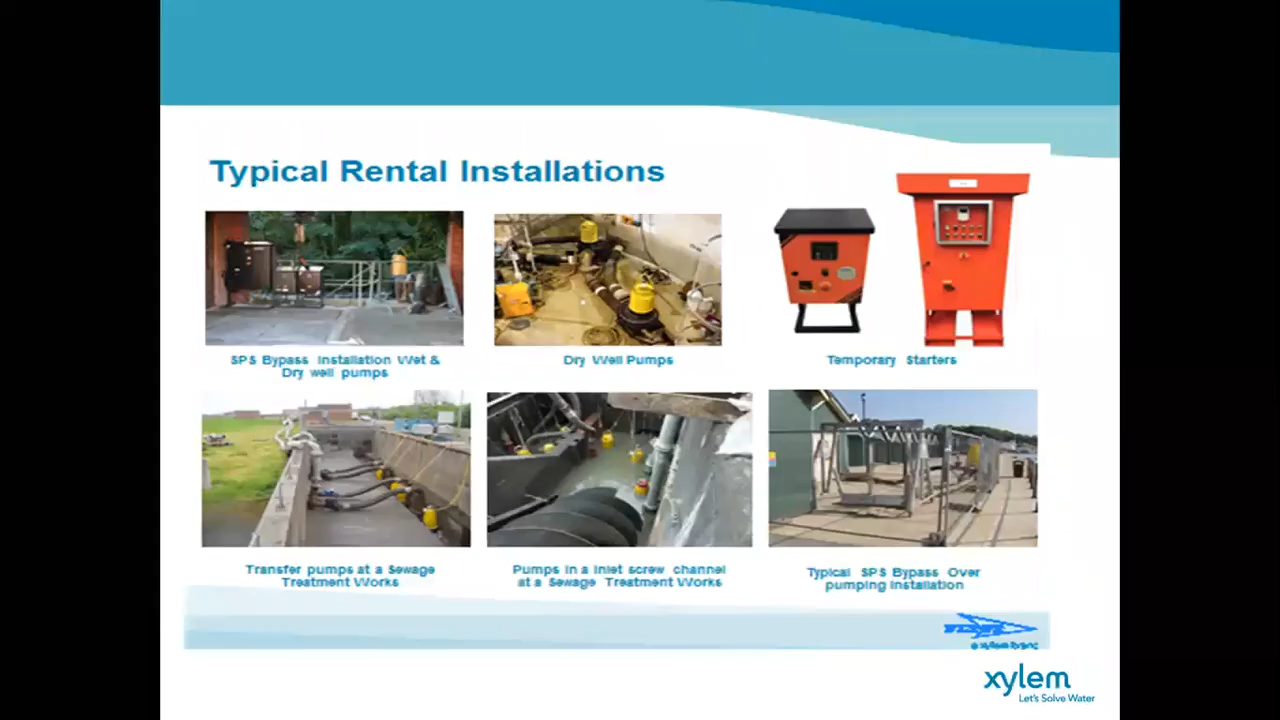 Typical Rental Installations
SPS Bypass Installation Wet &
Dry well pumps
Dry Well Pumps
Temporary Starters
Transfer pumps at a Sewage
Treatment Works
Pumps in a inlet screw channel
at a Sewage Treatment Works
Typical SPS Bypass Over
pumping installation
a xylem brand
xylem
Let's Solve Water